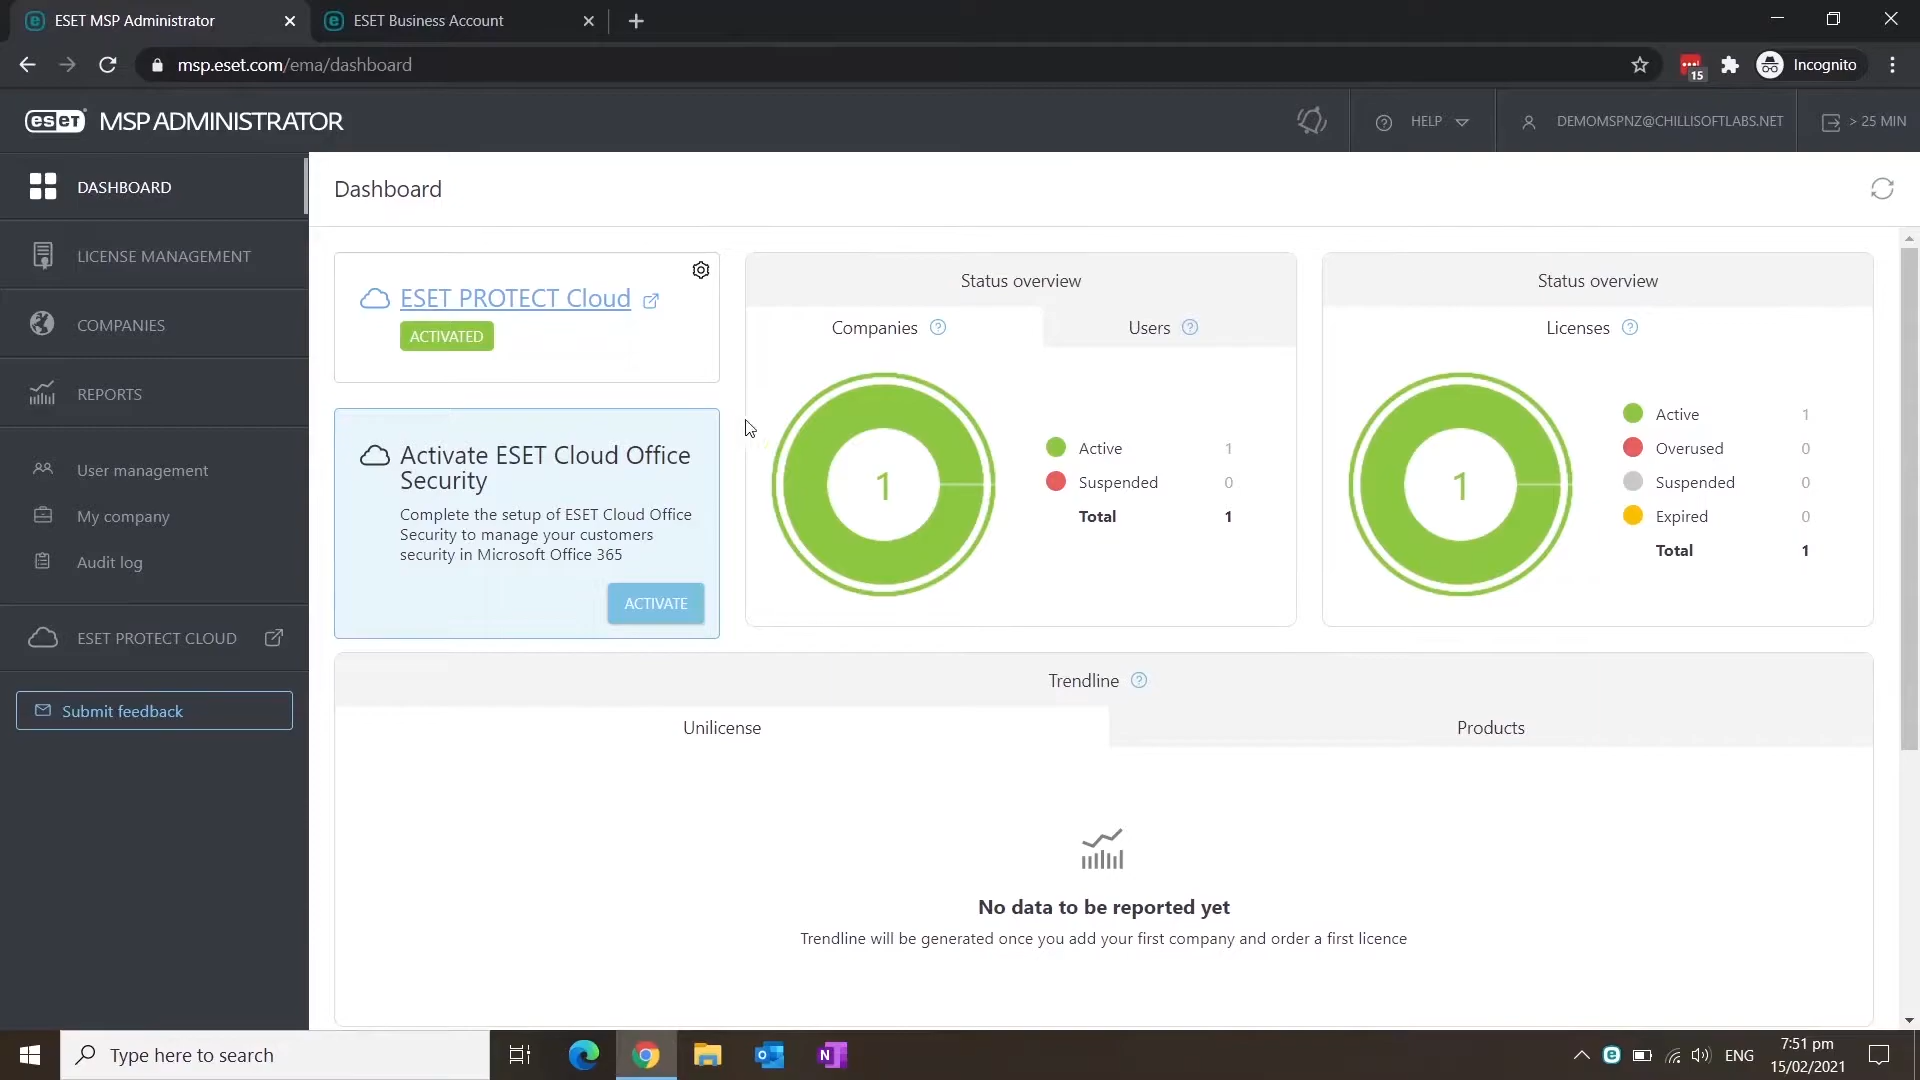 ESET MSP Administrator
ESET Business Account
msp.eset.com/ema/dashboard
15
Incognito
eset MSP ADMINISTRATOR
HELP
DEMOMSPNZ@CHILLISOFTLABS.NET
> 25 MIN
DASHBOARD
LICENSE MANAGEMENT
COMPANIES
REPORTS
User management
My company
Audit log
ESET PROTECT CLOUD
Submit feedback
Dashboard
ESET PROTECT Cloud
ACTIVATED
Activate ESET Cloud Office
Security
Complete the setup of ESET Cloud Office
Security to manage your customers
security in Microsoft Office 365
ACTIVATE
Status overview
Companies
Users
1
Active 1
Suspended 0
Total 1
Status overview
Licenses
1
Active 1
Overused 0
Suspended 0
Expired 0
Total 1
Trendline
Unilicense
Products
No data to be reported yet
Trendline will be generated once you add your first company and order a first licence
Type here to search
ENG
7:51 pm
15/02/2021